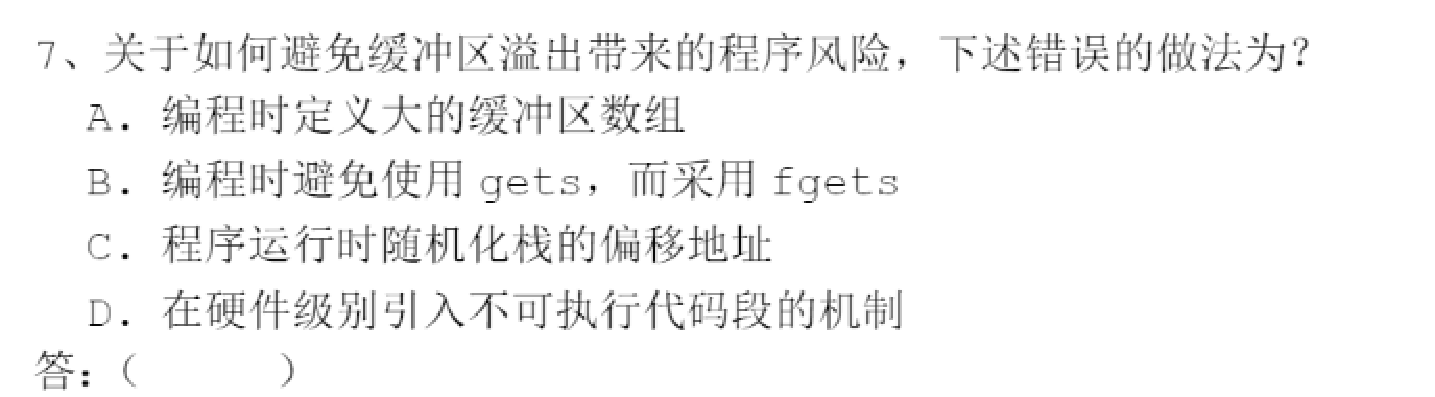 7、关于如何避免缓冲区溢出带来的程序风险，下述错误的做法为？
A. 编程时定义大的缓冲区数组
B. 编程时避免使用 gets，而采用 fgets
C. 程序运行时随机化栈的偏移地址
D. 在硬件级别引入不可执行代码段的机制
答：（ ）